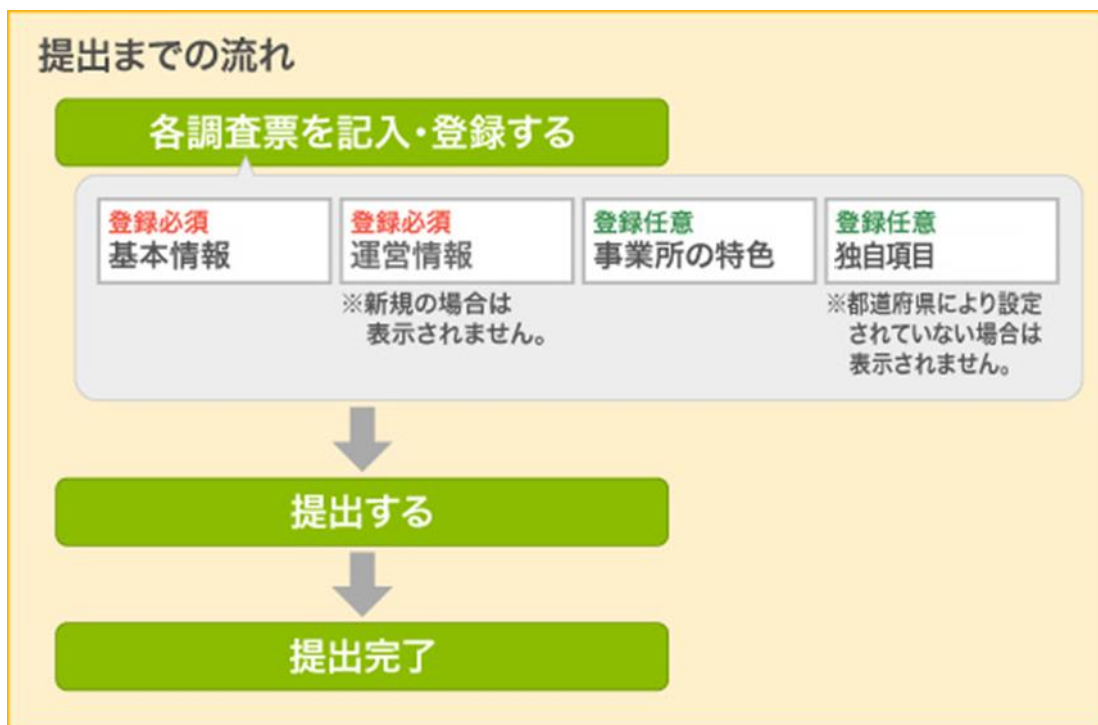 提出までの流れ
各調査票を記入・登録する
登録必須
基本情報
登録必須
運営情報
※新規の場合は
表示されません。
登録任意
事業所の特色
登録任意
独自項目
※都道府県により設定
されていない場合は
表示されません。
提出する
提出完了